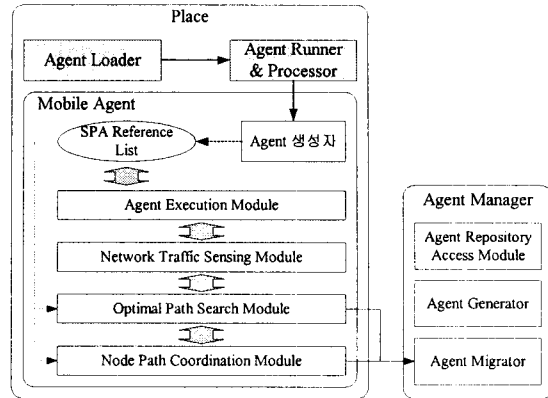 Place
Agent Loader
Agent Runner
& Processor
Mobile Agent
SPA Reference
List
Agent 생성자
Agent Execution Module
Network Traffic Sensing Module
Optimal Path Search Module
Node Path Coordination Module
Agent Manager
Agent Repository
Access Module
Agent Generator
Agent Migrator